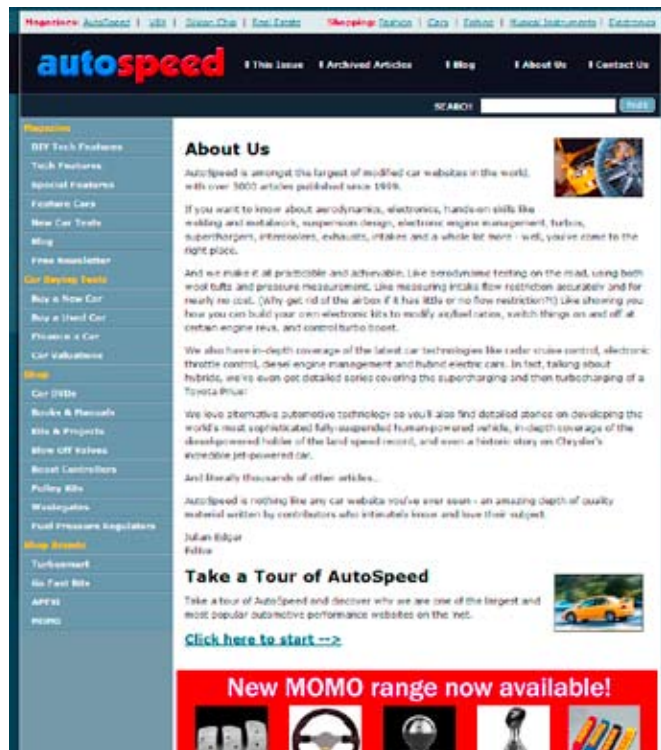 Magazines: AutoSpeed | | Silicon Chip | Real Estate Shopping: Fashion | Cars | Fishing | Musical Instruments | Electronics
autospeed
This Issue Archived Articles Blog About Us Contact Us
SEARCH
Magazine
DIY Tech Features
Tech Features
Special Features
Feature Cars
New Car Tests
Blog
Free Newsletter
Car Buying Tools
Buy a New Car
Buy a Used Car
Finance a Car
Car Valuations
Shop
Car DVDs
Books & Manuals
Kits & Projects
Blow Off Valves
Boost Controllers
Pulley Kits
Wastegates
Fuel Pressure Regulators
Shop Brands
Turbosmart
Go Fast Bits
APEXi
MOMO
About Us
AutoSpeed is amongst the largest of modified car websites in the world,
with over 3000 articles published since 1999.
If you want to know about aerodynamics, electronics, hands-on skills like
welding and metalwork, suspension design, electronic engine management, turbos,
superchargers, intercoolers, exhausts, intakes and a whole lot more - well, you've come to the
right place.
And we make it all practicable and achievable. Like aerodynamic testing on the road, using both
wool tufts and pressure measurement. Like measuring intake flow restriction accurately and for
nearly no cost. (Why get rid of the airbox if it has little or no flow restriction?!) Like showing you
how you can build your own electronic kits to modify air/fuel ratios, switch things on and off at
certain engine revs, and control turbo boost.
We also have in-depth coverage of the latest car technologies like radar cruise control, electronic
throttle control, diesel engine management and hybrid electric cars. In fact, talking about
hybrids, we've even got detailed series covering the supercharging and then turbocharging of a
Toyota Prius!
We love alternative automotive technology so you'll also find detailed stories on developing the
world's most sophisticated fully-suspended human-powered vehicle, in-depth coverage of the
diesel-powered holder of the land speed record, and even a historic story on Chrysler's
incredible jet-powered car.
And literally thousands of other articles...
AutoSpeed is nothing like any car website you've ever seen - an amazing depth of quality
material written by contributors who intimately know and love their subject.
Julian Edgar
Editor
Take a Tour of AutoSpeed
Take a tour of AutoSpeed and discover why we are one of the largest and
most popular automotive performance websites on the 'net.
Click here to start -->
New MOMO range now available!